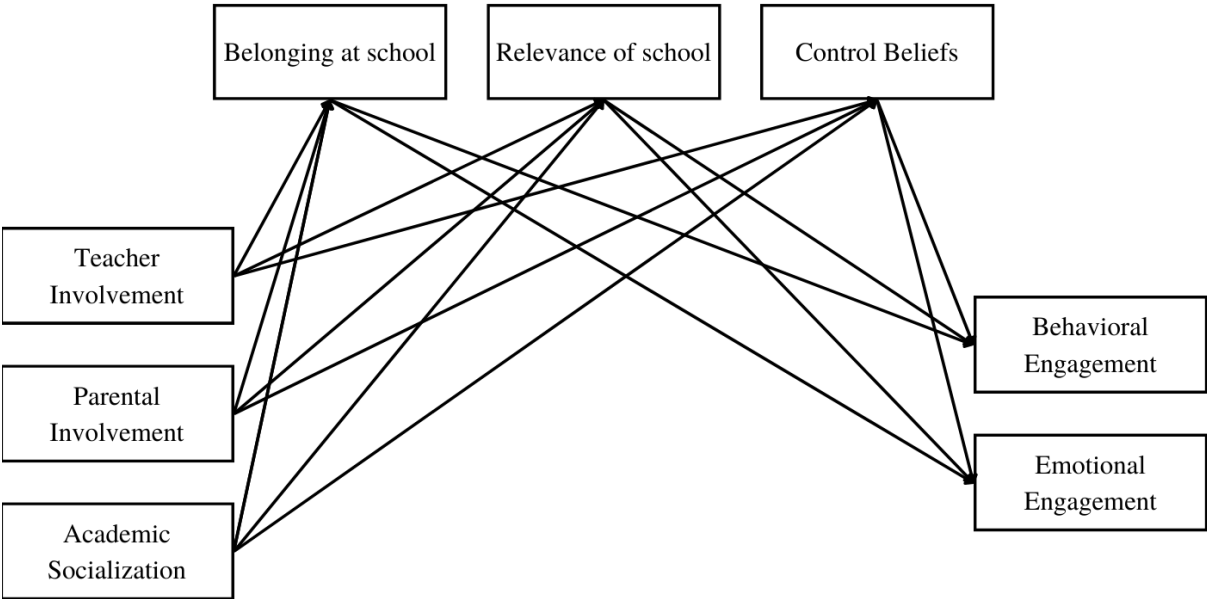 Belonging at school
Relevance of school
Control Beliefs
Teacher
Involvement
Parental
Involvement
Academic
Socialization
Behavioral
Engagement
Emotional
Engagement